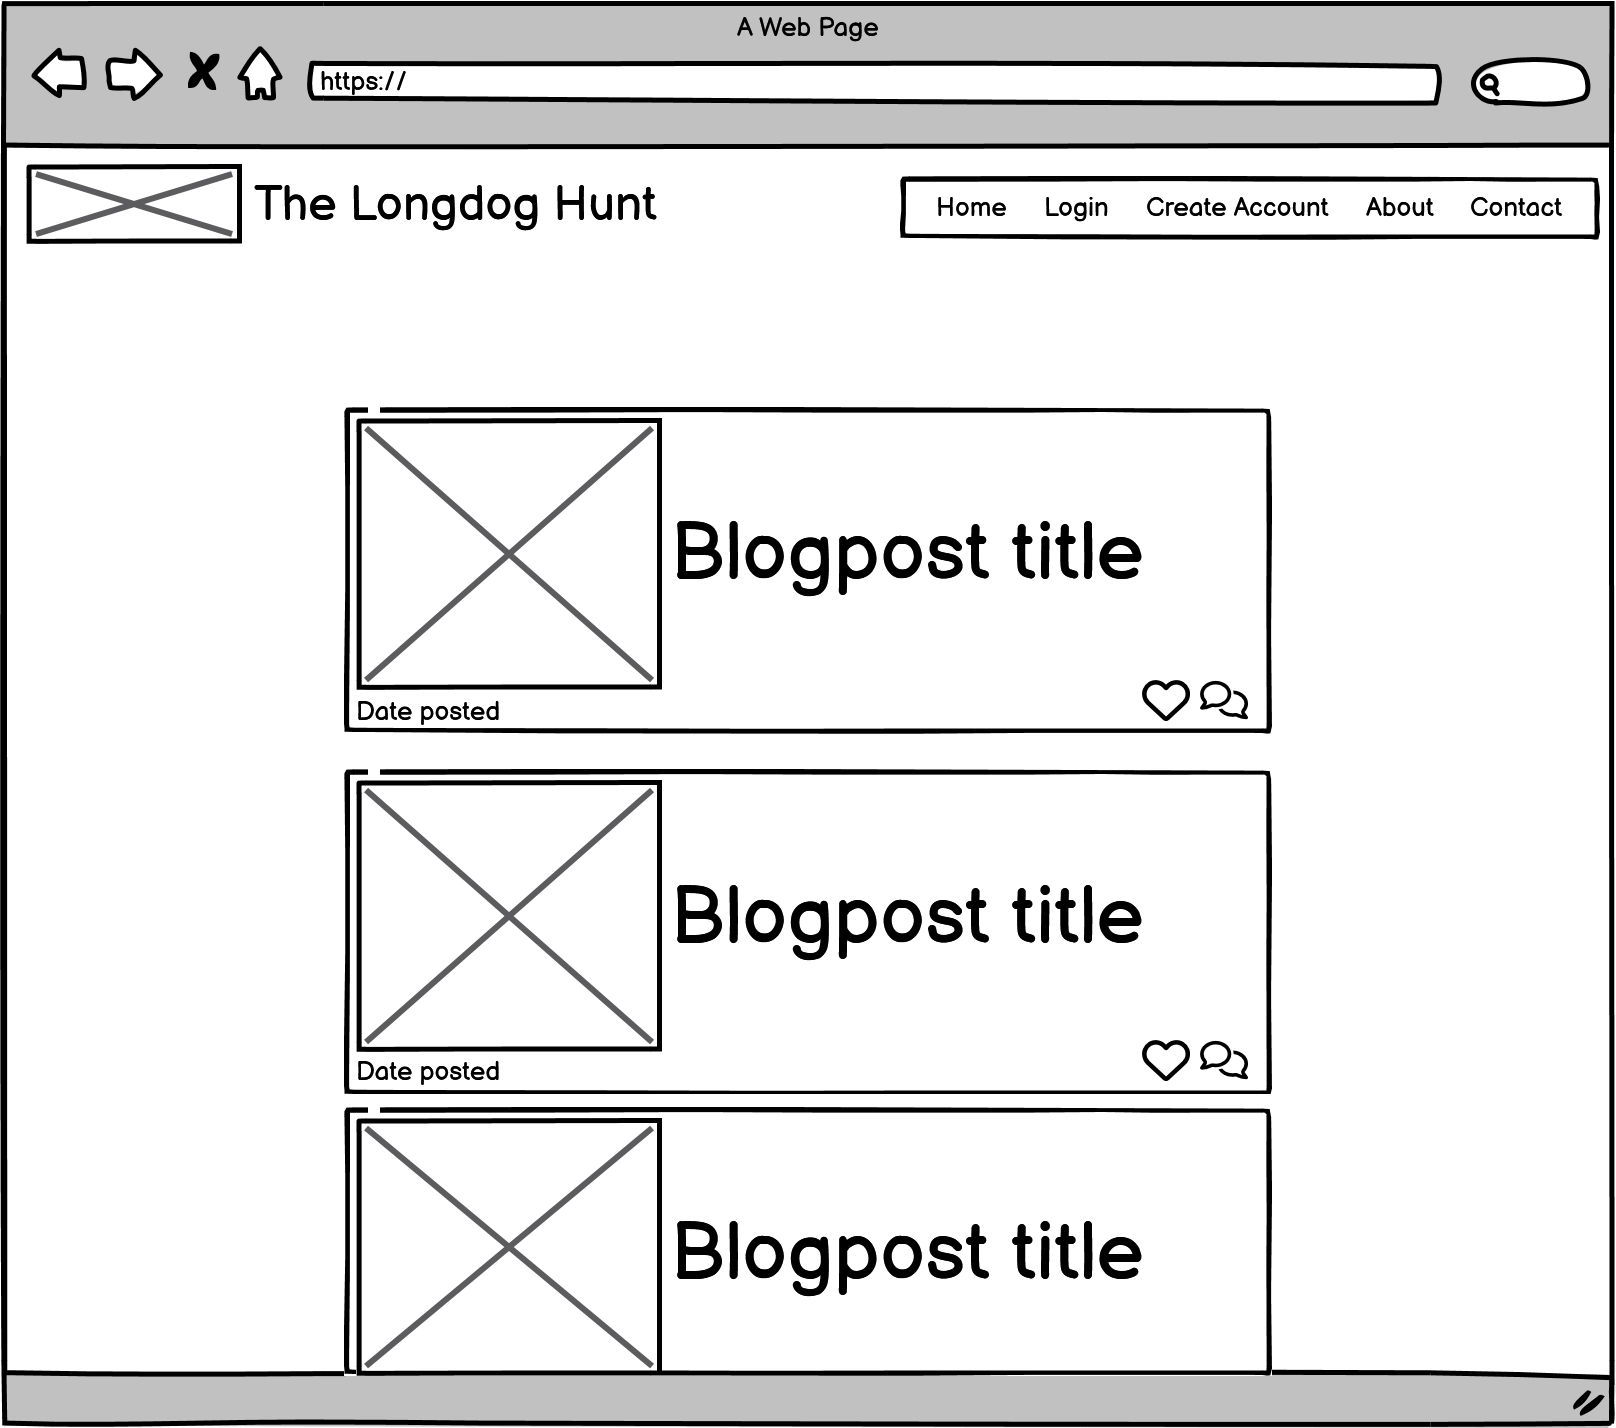 A Web Page
https://
The Longdog Hunt
Home Login Create Account About Contact
Blogpost title
Date posted
Blogpost title
Date posted
Blogpost title